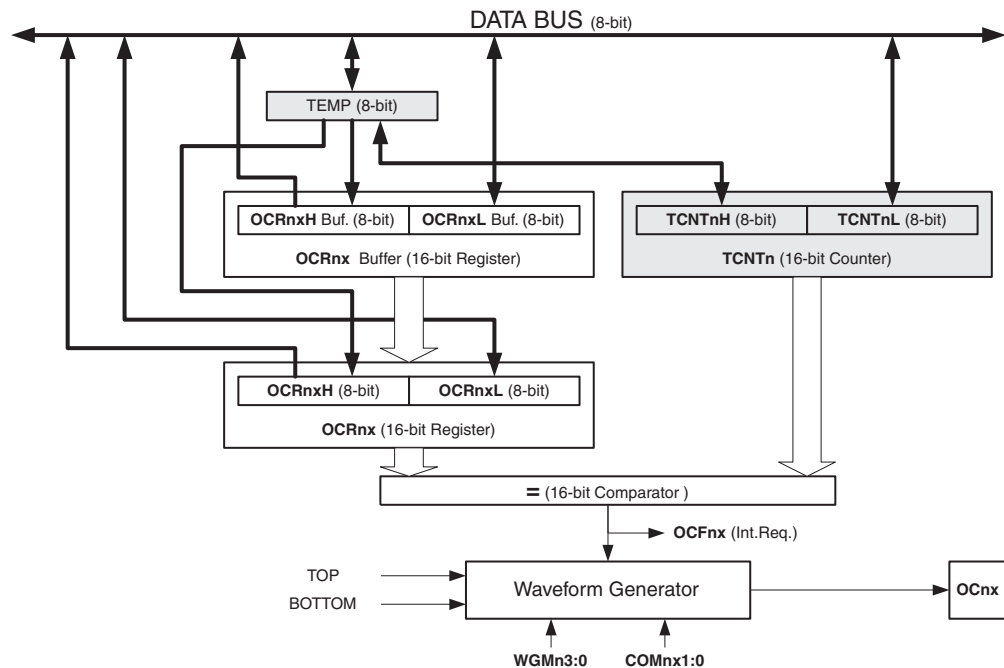 DATA BUS (8-bit)
TEMP (8-bit)
OCRnxH Buf. (8-bit) OCRnxL Buf. (8-bit)
OCRnx Buffer (16-bit Register)
TCNTnH (8-bit) TCNTnL (8-bit)
TCNTn (16-bit Counter)
OCRnxH (8-bit) OCRnxL (8-bit)
OCRnx (16-bit Register)
= (16-bit Comparator )
OCFnx (Int.Req.)
TOP
BOTTOM
Waveform Generator
OCnx
WGMn3:0 COMnx1:0